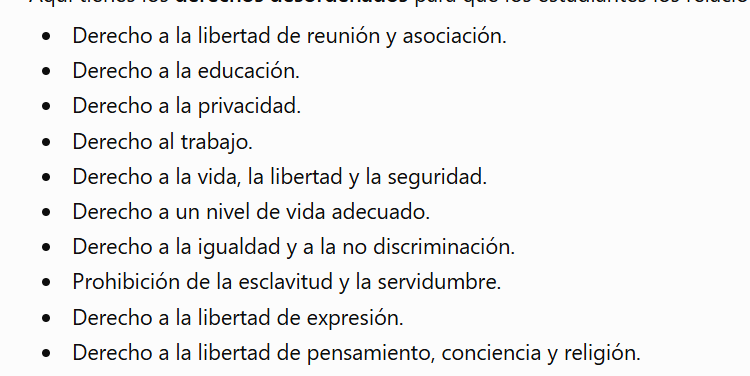 Aquí tienes los derechos desordenados para que los estudiantes los relacio
• Derecho a la libertad de reunión y asociación.
• Derecho a la educación.
• Derecho a la privacidad.
• Derecho al trabajo.
• Derecho a la vida, la libertad y la seguridad.
• Derecho a un nivel de vida adecuado.
• Derecho a la igualdad y a la no discriminación.
• Prohibición de la esclavitud y la servidumbre.
• Derecho a la libertad de expresión.
• Derecho a la libertad de pensamiento, conciencia y religión.